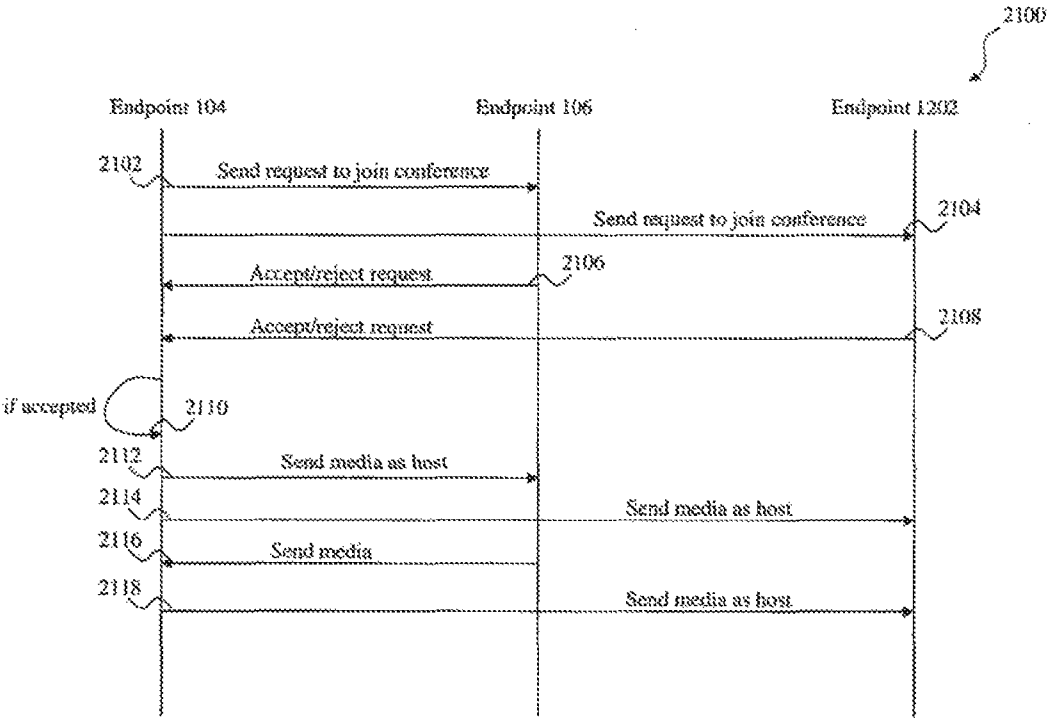 2100
Endpoint 104
Endpoint 106
Endpoint 1202
2102
Send request to join conference
Send request to join conference
2104
Accept/reject request
2106
Accept/reject request
2108
if accepted
2110
2112
Send media as host
2114
Send media as host
2116
Send media
2118
Send media as host